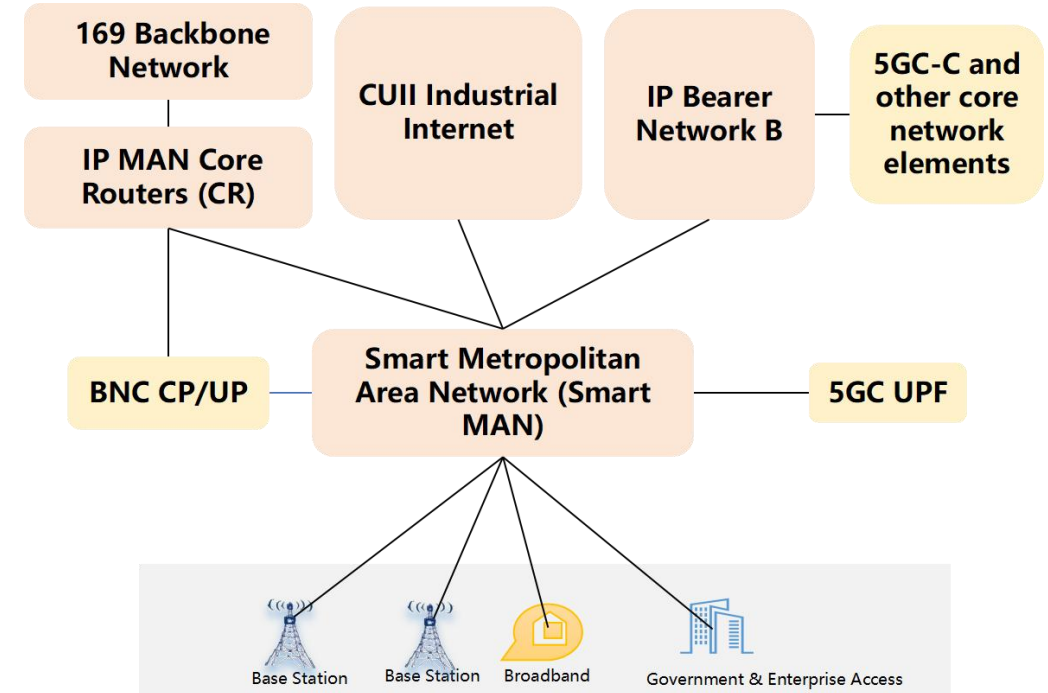 169 Backbone
Network
CUII Industrial
Internet
IP Bearer
Network B
5GC-C and
other core
network
elements
IP MAN Core
Routers (CR)
BNC CP/UP
Smart Metropolitan
Area Network (Smart
MAN)
5GC UPF
Base Station
Base Station
Broadband
Government & Enterprise Access